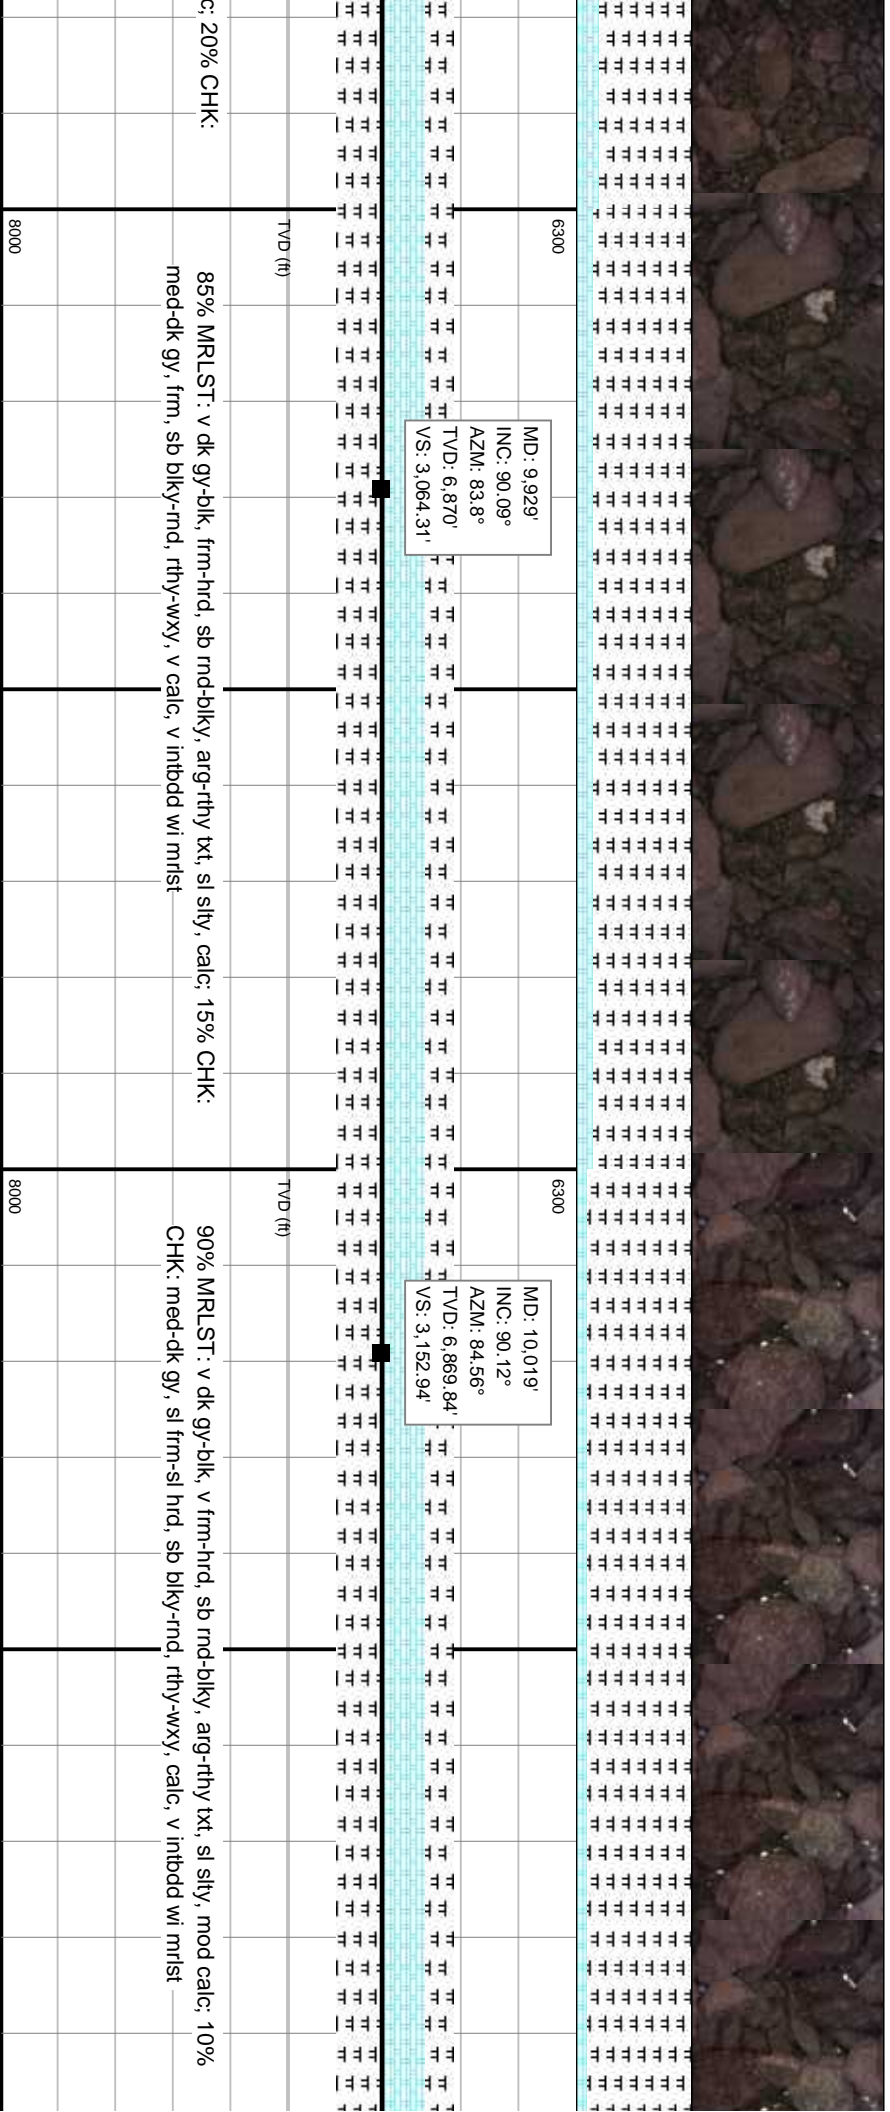 c; 20% CHK:
6300
TVD (ft)
8000
MD: 9,929'
INC: 90.09°
AZM: 83.8°
TVD: 6,870'
VS: 3,064.31'
85% MRLST: v dk gy-blk, frm-hrd, sb rnd-blky, arg-rthy txt, sl slty, calc; 15% CHK:
med-dk gy, frm, sb blky-rnd, rthy-wxy, v calc, v intbdd wi mrlst
6300
TVD (ft)
8000
MD: 10,019'
INC: 90.12°
AZM: 84.56°
TVD: 6,869.84'
VS: 3,152.94'
90% MRLST: v dk gy-blk, v frm-hrd, sb rnd-blky, arg-rthy txt, sl slty, mod calc; 10%
CHK: med-dk gy, sl frm-sl hrd, sb blky-rnd, rthy-wxy, calc, v intbdd wi mrlst